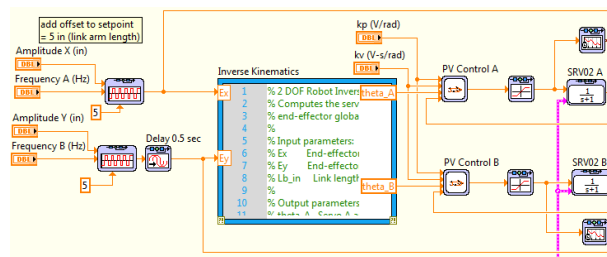 add offset to setpoint
= 5 in (link arm length)
Amplitude X (in)
DBL
Frequency A (Hz)
DBL
5
Amplitude Y (in)
DBL
Frequency B (Hz)
DBL
Delay 0.5 sec
5
Inverse Kinematics
Ex
Ey
1 % 2 DOF Robot Invers
2 % Computes the serv
3 % end-effector globa
4 %
5 % Input parameters:
6 % Ex End-effector
7 % Ey End-effecto
8 % Lb_in Link length
9 %
10 % Output parameters
11 % theta_A Servo A a
theta_A
theta_B
kp (V/rad)
DBL
kv (V-s/rad)
DBL
PV Control A
SRV02 A
1
s+1
PV Control B
SRV02 B
1
s+1